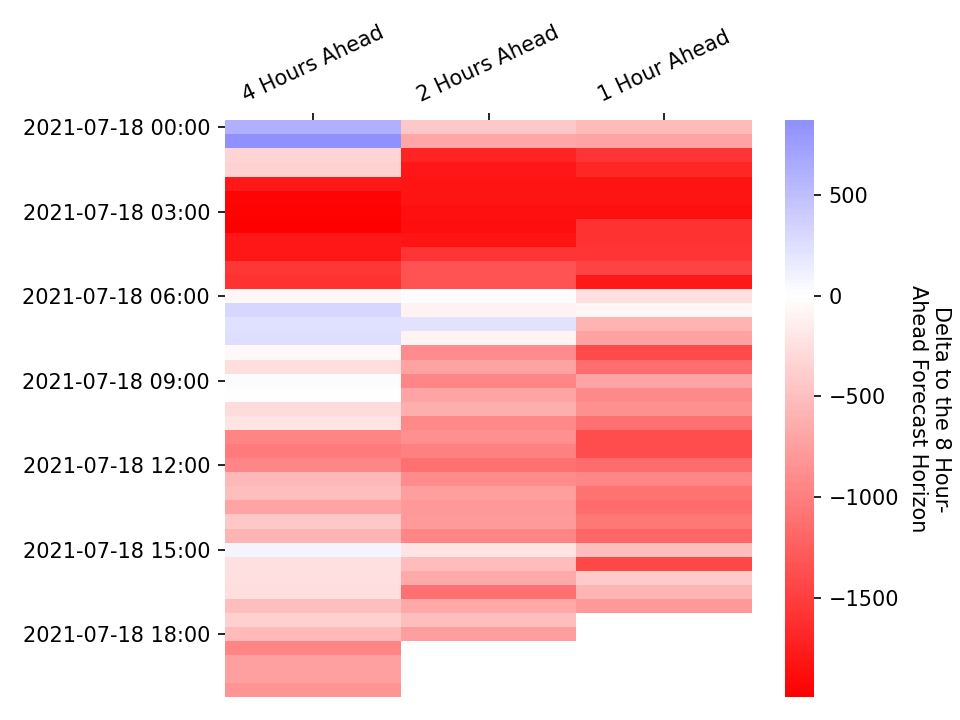 4 Hours Ahead
2 Hours Ahead
1 Hour Ahead
2021-07-18 00:00
2021-07-18 03:00
2021-07-18 06:00
2021-07-18 09:00
2021-07-18 12:00
2021-07-18 15:00
2021-07-18 18:00
500
0
−500
−1000
−1500
Delta to the 8 Hour-
Ahead Forecast Horizon